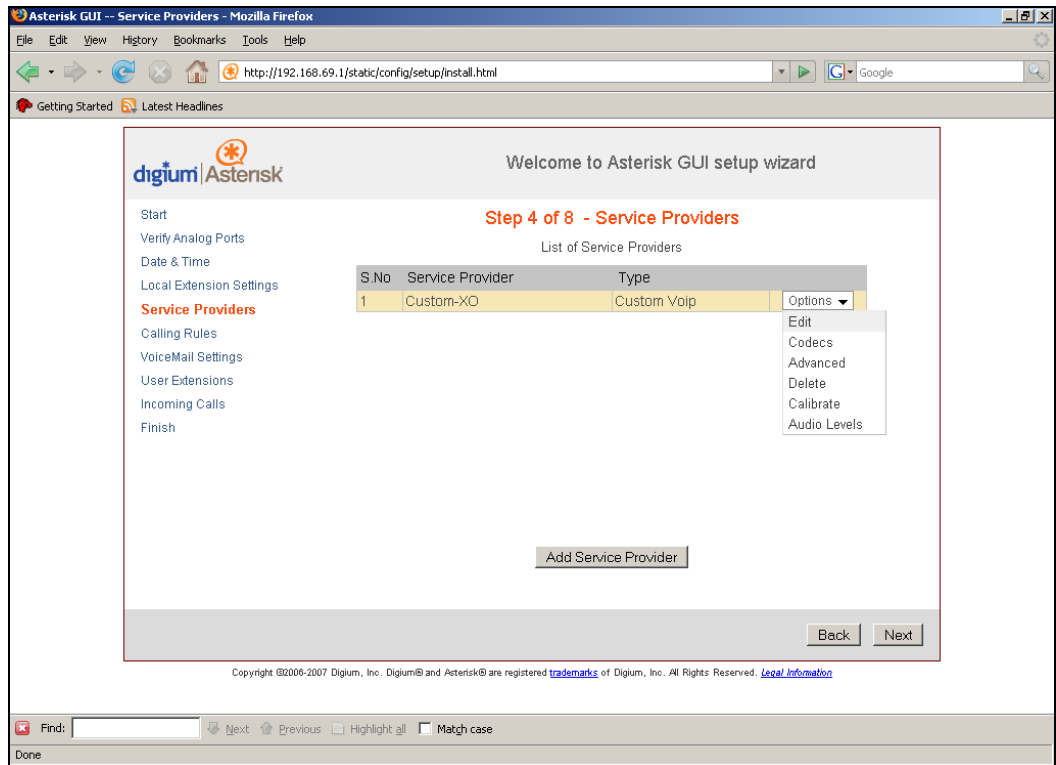 Asterisk GUI -- Service Providers - Mozilla Firefox
File Edit View History Bookmarks Tools Help
http://192.168.69.1/static/config/setup/install.html
G Google
Getting Started Latest Headlines
digium Asterisk
Welcome to Asterisk GUI setup wizard
Start
Verify Analog Ports
Date & Time
Local Extension Settings
Service Providers
Calling Rules
VoiceMail Settings
User Extensions
Incoming Calls
Finish
Step 4 of 8 - Service Providers
List of Service Providers
S.No Service Provider Type
1 Custom-XO Custom Voip Options
Edit
Codecs
Advanced
Delete
Calibrate
Audio Levels
Add Service Provider
Back Next
Copyright ©2006-2007 Digium, Inc. Digium® and Asterisk® are registered trademarks of Digium, Inc. All Rights Reserved. Legal Information
Find: Next Previous Highlight all Match case
Done